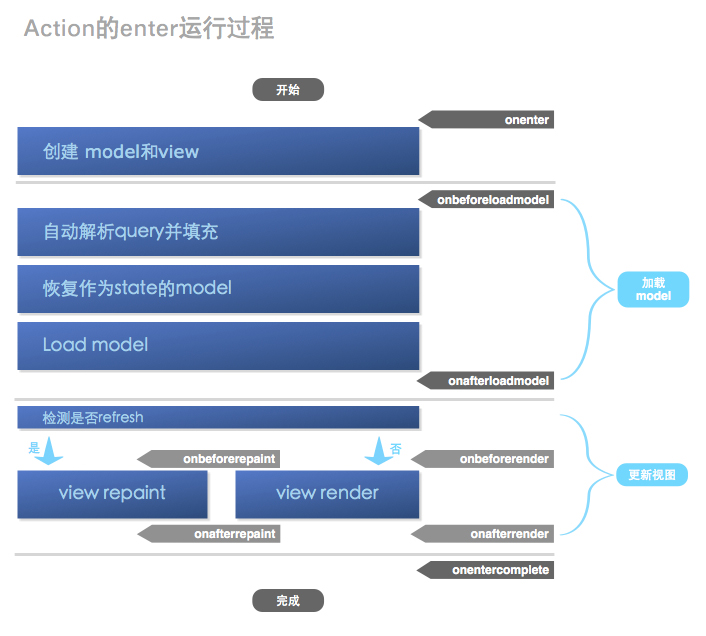 Action的enter运行过程
开始
onenter
创建 model和view
onbeforeloadmodel
自动解析query并填充
恢复作为state的model
加载
model
Load model
onafterloadmodel
检测是否refresh
是
否
onbeforerepaint
onbeforerender
更新视图
view repaint
view render
onafterrepaint
onafterrender
onentercomplete
完成